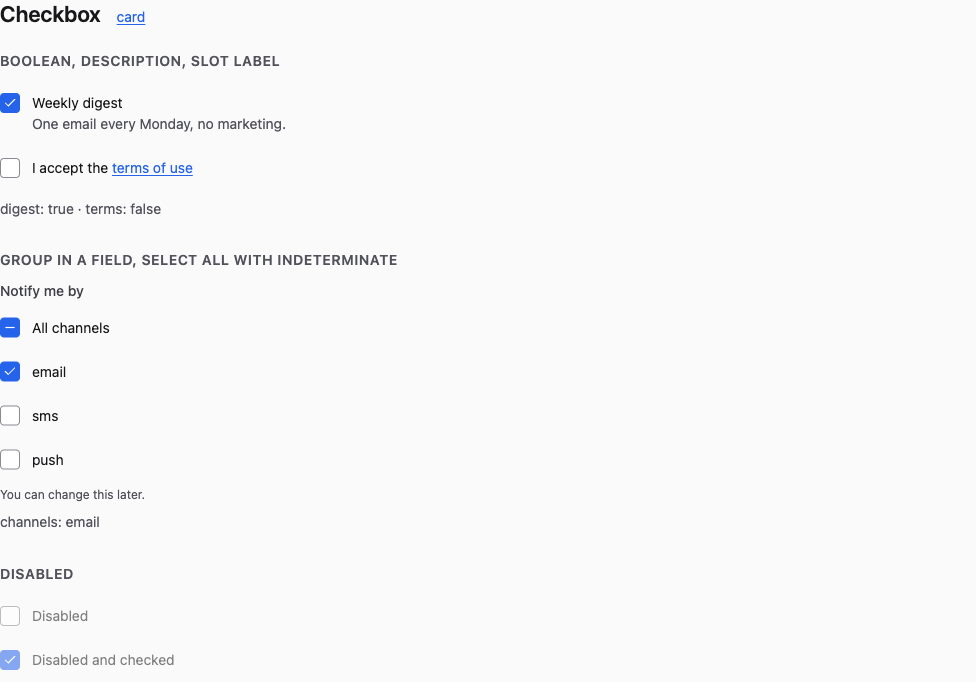 Checkbox card
BOOLEAN, DESCRIPTION, SLOT LABEL
Weekly digest
One email every Monday, no marketing.
I accept the terms of use
digest: true · terms: false
GROUP IN A FIELD, SELECT ALL WITH INDETERMINATE
Notify me by
All channels
email
sms
push
You can change this later.
channels: email
DISABLED
Disabled
Disabled and checked